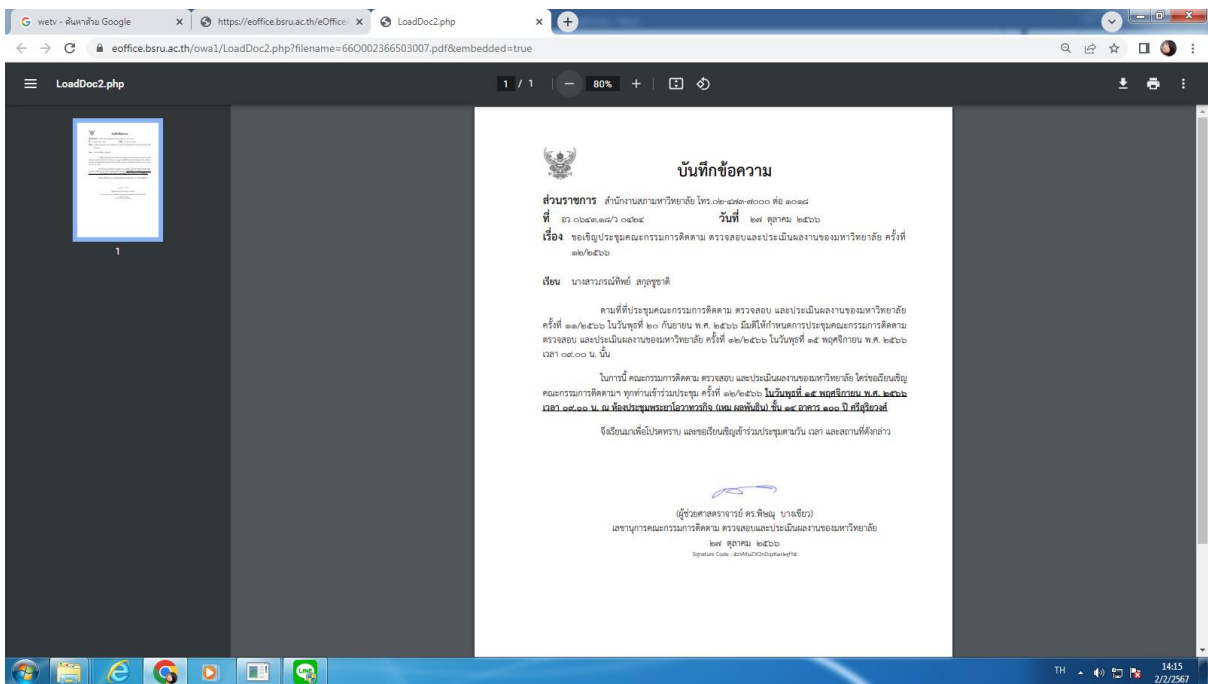 wetv - ค้นหาด้วย Google
https://eoffice.bsru.ac.th/eOffice
LoadDoc2.php
eoffice.bsru.ac.th/owa1/LoadDoc2.php?filename=66O002366503007.pdf&embedded=true
LoadDoc2.php
1 / 1
80%
1
บันทึกข้อความ
ส่วนราชการ สำนักงานสภามหาวิทยาลัย โทร.๐๒-๔๗๓-๗๐๐๐ ต่อ ๑๐๑๘
ที่ อว ๐๖๔๓.๑๘/ว ๐๔๒๔ วันที่ ๒๗ ตุลาคม ๒๕๖๖
เรื่อง ขอเชิญประชุมคณะกรรมการติดตาม ตรวจสอบและประเมินผลงานของมหาวิทยาลัย ครั้งที่
๑๒/๒๕๖๖
เรียน นางสาวภรณ์ทิพย์ สกุลชูชาติ
ตามที่ที่ประชุมคณะกรรมการติดตาม ตรวจสอบ และประเมินผลงานของมหาวิทยาลัย
ครั้งที่ ๑๑/๒๕๖๖ ในวันพุธที่ ๒๐ กันยายน พ.ศ. ๒๕๖๖ มีมติให้กำหนดการประชุมคณะกรรมการติดตาม
ตรวจสอบ และประเมินผลงานของมหาวิทยาลัย ครั้งที่ ๑๒/๒๕๖๖ ในวันพุธที่ ๑๕ พฤศจิกายน พ.ศ. ๒๕๖๖
เวลา ๐๙.๐๐ น. นั้น
ในการนี้ คณะกรรมการติดตาม ตรวจสอบ และประเมินผลงานของมหาวิทยาลัย ใคร่ขอเรียนเชิญ
คณะกรรมการติดตามฯ ทุกท่านเข้าร่วมประชุม ครั้งที่ ๑๒/๒๕๖๖ ในวันพุธที่ ๑๕ พฤศจิกายน พ.ศ. ๒๕๖๖
เวลา ๐๙.๐๐ น. ณ ห้องประชุมพระยาโอวาทวรกิจ (เหม ผลพันธิน) ชั้น ๑๔ อาคาร ๑๐๐ ปี ศรีสุริยวงศ์
จึงเรียนมาเพื่อโปรดทราบ และขอเรียนเชิญเข้าร่วมประชุมตามวัน เวลา และสถานที่ดังกล่าว
(ผู้ช่วยศาสตราจารย์ ดร.พิษณุ บางเขียว)
เลขานุการคณะกรรมการติดตาม ตรวจสอบและประเมินผลงานของมหาวิทยาลัย
๒๗ ตุลาคม ๒๕๖๖
Signature Code :
LINE
TH
14:15
2/2/2567